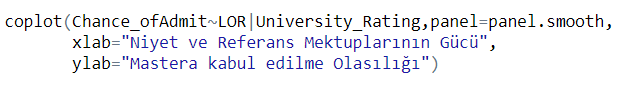 coplot(Chance_ofAdmit~LOR|University_Rating,panel=panel.smooth,
xlab="Niyet ve Referans Mektuplarının Gücü",
ylab="Mastera kabul edilme Olasılığı")